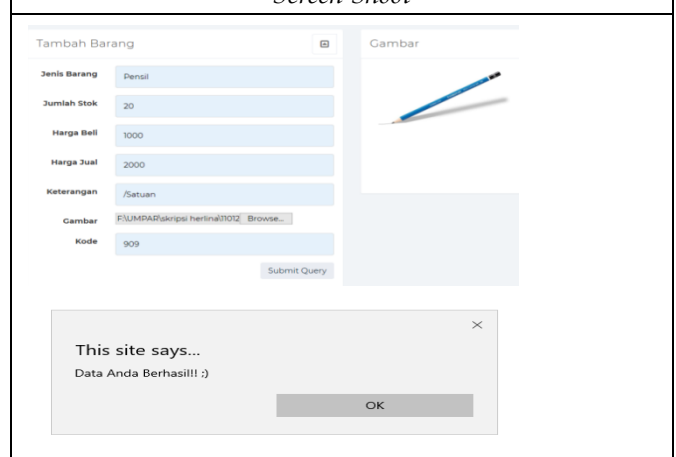 Screen Shoot
Tambah Barang
Gambar
Jenis Barang Pensil
Jumlah Stok 20
Harga Beli 1000
Harga Jual 2000
Keterangan /Satuan
Gambar F:\UMPAR\skripsi herlina\11012 Browse...
Kode 909
Submit Query
This site says...
Data Anda Berhasil!! :)
OK